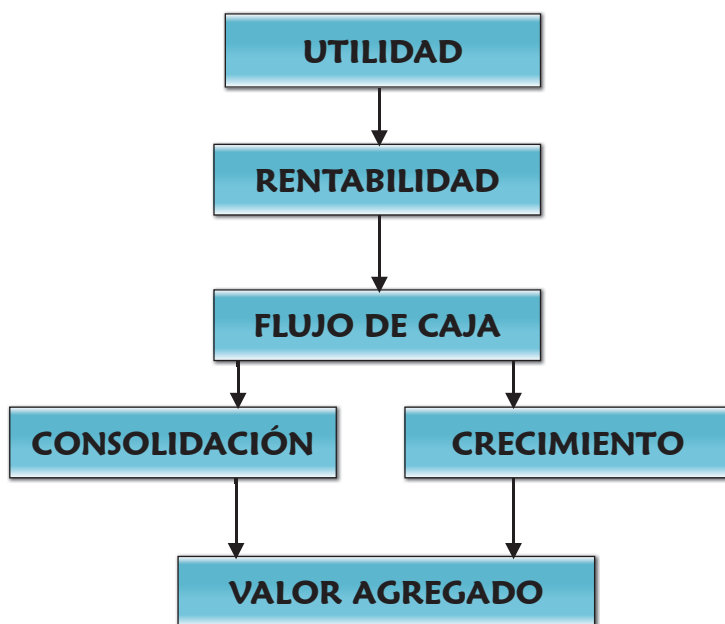 UTILIDAD
RENTABILIDAD
FLUJO DE CAJA
CONSOLIDACIÓN
CRECIMIENTO
VALOR AGREGADO